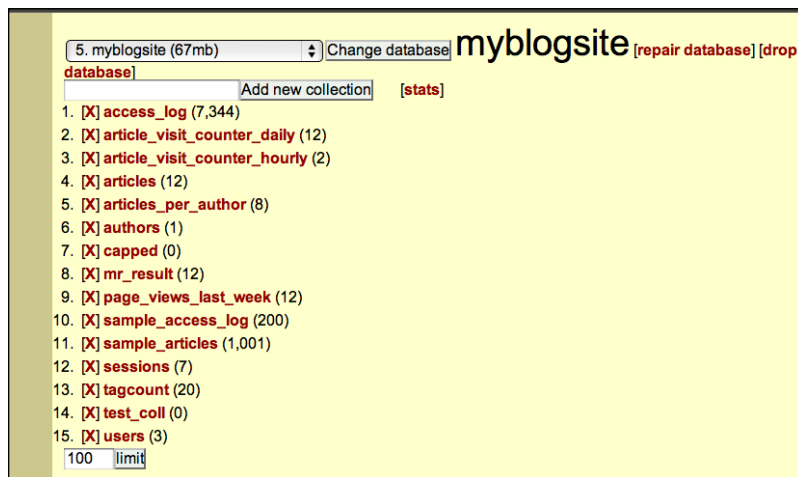 5. myblogsite (67mb) Change database myblogsite [repair database] [drop
database]
Add new collection [stats]
1. [X] access_log (7,344)
2. [X] article_visit_counter_daily (12)
3. [X] article_visit_counter_hourly (2)
4. [X] articles (12)
5. [X] articles_per_author (8)
6. [X] authors (1)
7. [X] capped (0)
8. [X] mr_result (12)
9. [X] page_views_last_week (12)
10. [X] sample_access_log (200)
11. [X] sample_articles (1,001)
12. [X] sessions (7)
13. [X] tagcount (20)
14. [X] test_coll (0)
15. [X] users (3)
100 limit